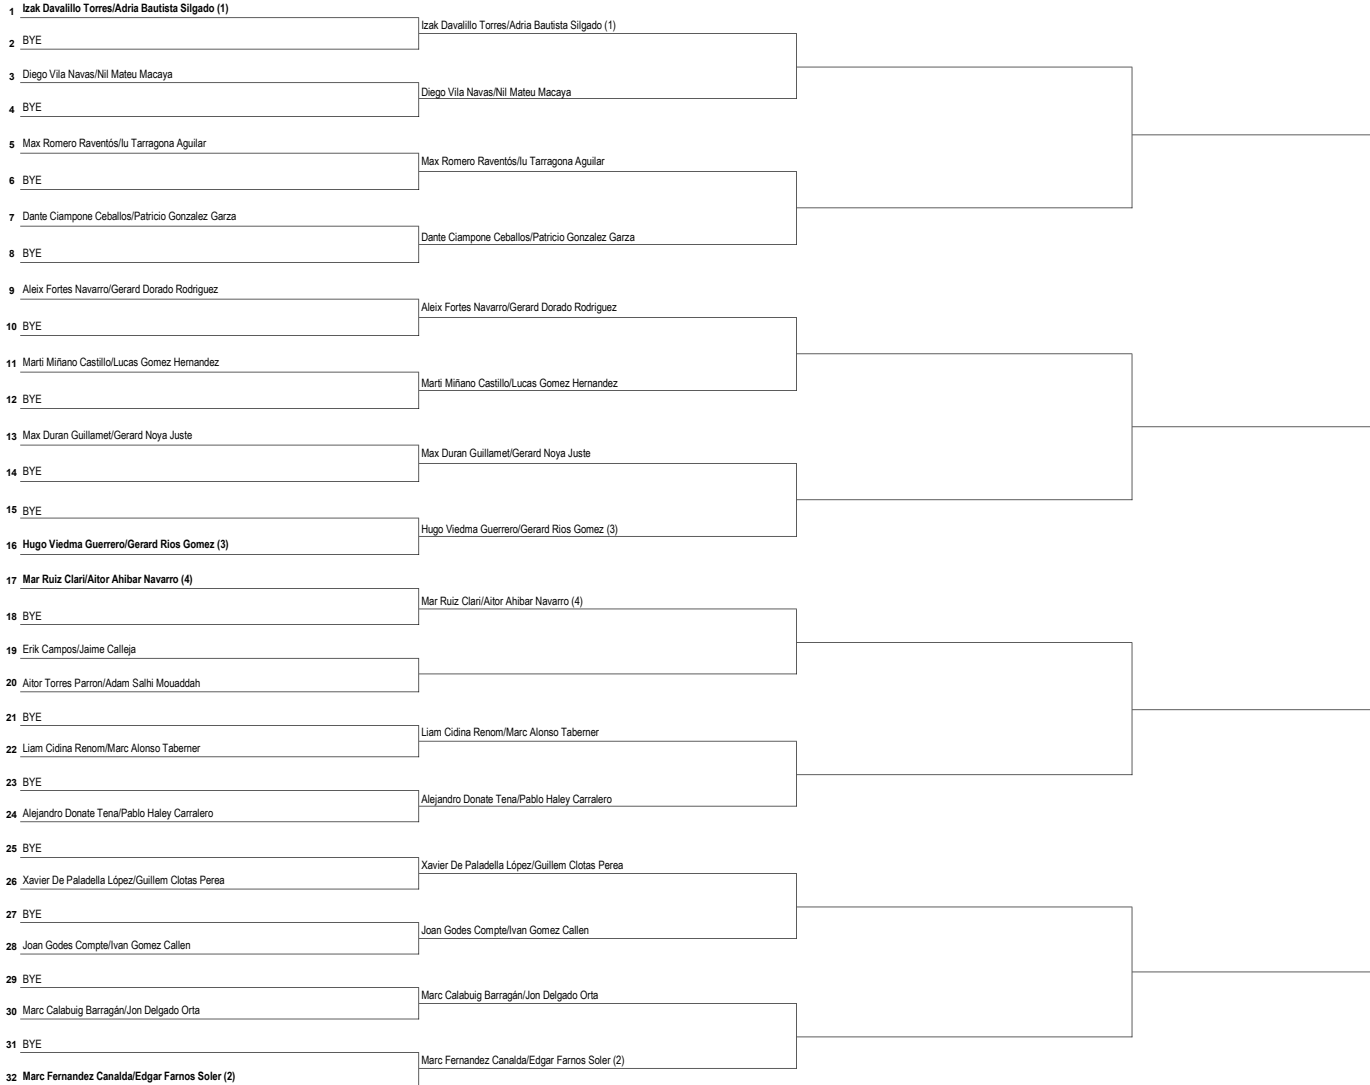 1 Izak Davalillo Torres/Adria Bautista Silgado (1)
Izak Davalillo Torres/Adria Bautista Silgado (1)
2 BYE
3 Diego Vila Navas/Nil Mateu Macaya
Diego Vila Navas/Nil Mateu Macaya
4 BYE
5 Max Romero Raventós/Iu Tarragona Aguilar
Max Romero Raventós/Iu Tarragona Aguilar
6 BYE
7 Dante Ciampone Ceballos/Patricio Gonzalez Garza
Dante Ciampone Ceballos/Patricio Gonzalez Garza
8 BYE
9 Aleix Fortes Navarro/Gerard Dorado Rodriguez
Aleix Fortes Navarro/Gerard Dorado Rodriguez
10 BYE
11 Marti Miñano Castillo/Lucas Gomez Hernandez
Marti Miñano Castillo/Lucas Gomez Hernandez
12 BYE
13 Max Duran Guillamet/Gerard Noya Juste
Max Duran Guillamet/Gerard Noya Juste
14 BYE
15 BYE
Hugo Viedma Guerrero/Gerard Rios Gomez (3)
16 Hugo Viedma Guerrero/Gerard Rios Gomez (3)
17 Mar Ruiz Clari/Aitor Ahibar Navarro (4)
Mar Ruiz Clari/Aitor Ahibar Navarro (4)
18 BYE
19 Erik Campos/Jaime Calleja
20 Aitor Torres Parron/Adam Salhi Mouaddah
21 BYE
Liam Cidina Renom/Marc Alonso Taberner
22 Liam Cidina Renom/Marc Alonso Taberner
23 BYE
Alejandro Donate Tena/Pablo Haley Carralero
24 Alejandro Donate Tena/Pablo Haley Carralero
25 BYE
Xavier De Paladella López/Guillem Clotas Perea
26 Xavier De Paladella López/Guillem Clotas Perea
27 BYE
Joan Godes Compte/Ivan Gomez Callen
28 Joan Godes Compte/Ivan Gomez Callen
29 BYE
Marc Calabuig Barragán/Jon Delgado Orta
30 Marc Calabuig Barragán/Jon Delgado Orta
31 BYE
Marc Fernandez Canalda/Edgar Farnos Soler (2)
32 Marc Fernandez Canalda/Edgar Farnos Soler (2)